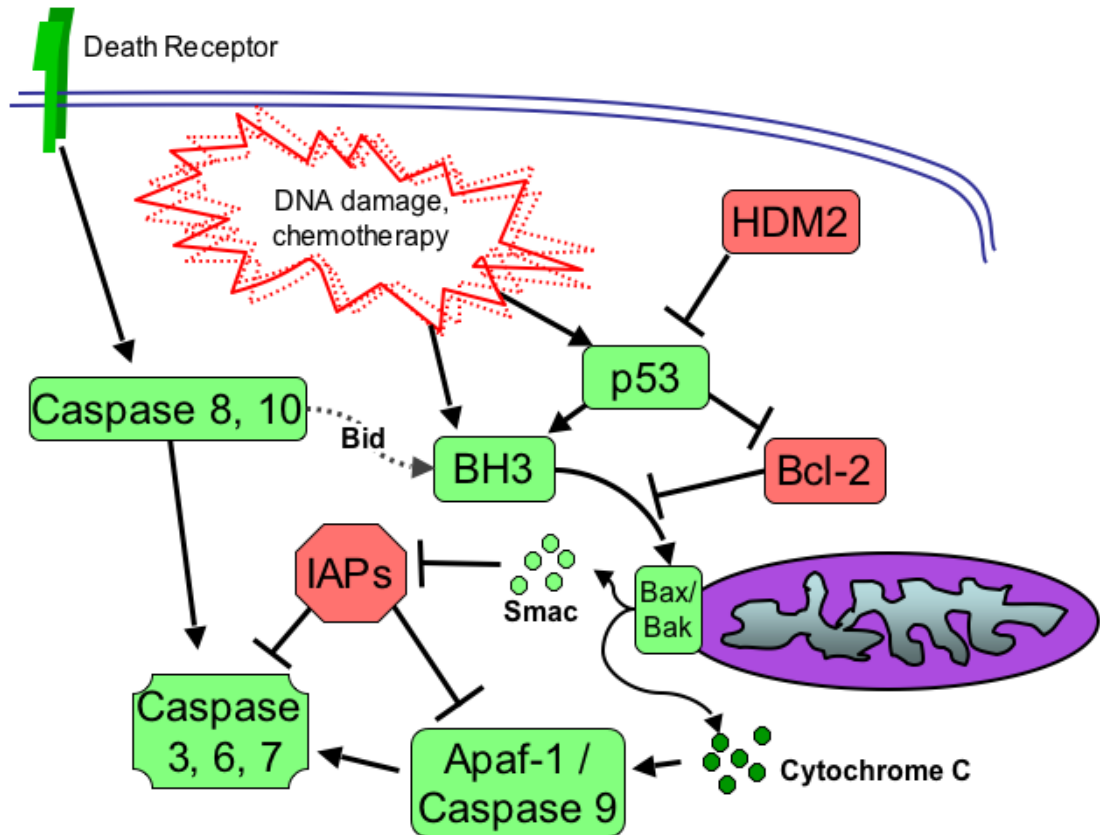 Death Receptor
DNA damage,
chemotherapy
HDM2
p53
Caspase 8, 10
Bid
BH3
Bcl-2
IAPs
Smac
Bax/
Bak
Caspase
3, 6, 7
Apaf-1 /
Caspase 9
Cytochrome C